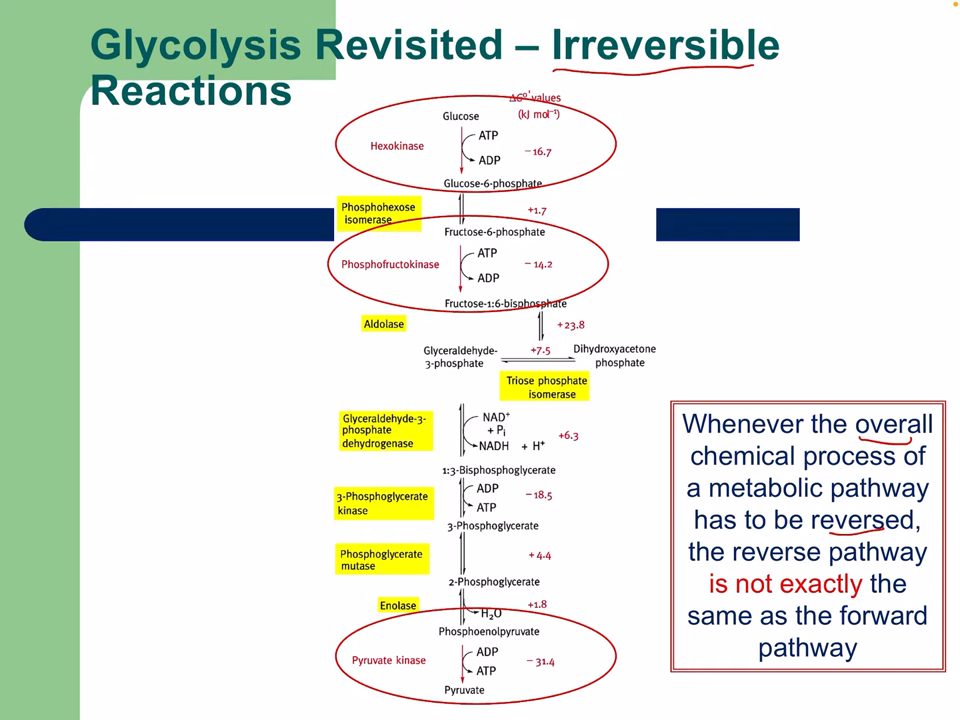 Glycolysis Revisited – Irreversible
Reactions
ΔG⁰' values
(kJ mol⁻¹)
Glucose
Hexokinase
ATP
ADP
− 16.7
Glucose-6-phosphate
Phosphohexose
isomerase
+1.7
Fructose-6-phosphate
Phosphofructokinase
ATP
ADP
− 14.2
Fructose-1:6-bisphosphate
Aldolase
+23.8
Glyceraldehyde-
3-phosphate
+7.5
Dihydroxyacetone
phosphate
Triose phosphate
isomerase
Glyceraldehyde-3-
phosphate
dehydrogenase
NAD⁺
+ Pᵢ
NADH + H⁺
+6.3
1:3-Bisphosphoglycerate
3-Phosphoglycerate
kinase
ADP
ATP
− 18.5
3-Phosphoglycerate
Phosphoglycerate
mutase
+ 4.4
2-Phosphoglycerate
Enolase
H₂O
+1.8
Phosphoenolpyruvate
Pyruvate kinase
ADP
ATP
− 31.4
Pyruvate
Whenever the overall
chemical process of
a metabolic pathway
has to be reversed,
the reverse pathway
is not exactly the
same as the forward
pathway